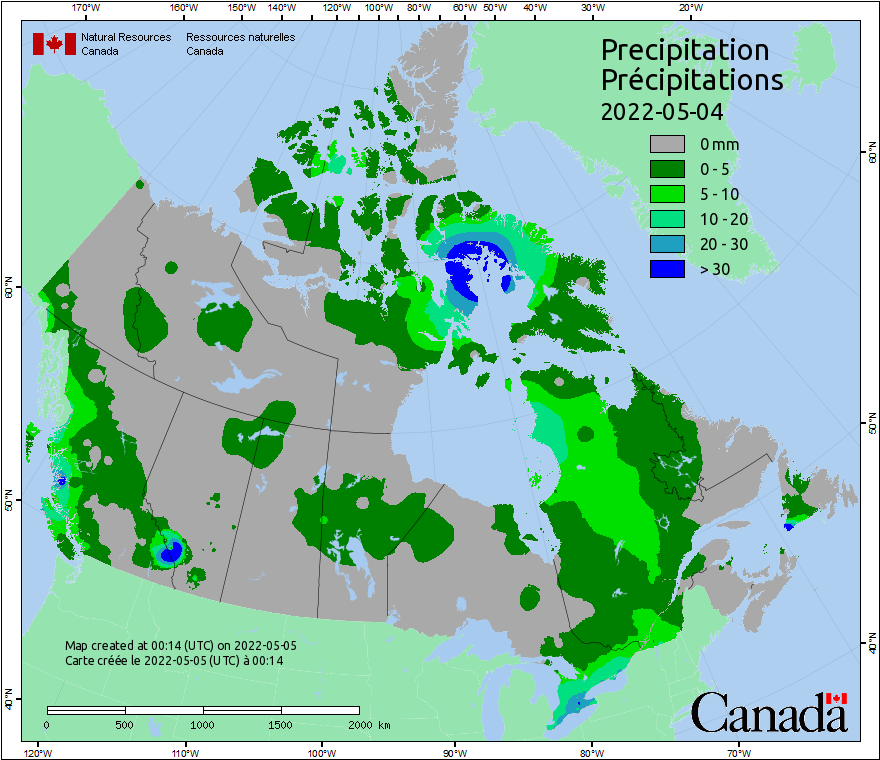 170°W 160°W 150°W 140°W 120°W 100°W 80°W 60°W 50°W 40°W 30°W 20°W
Natural Resources Ressources naturelles
Canada Canada
Precipitation
Précipitations
2022-05-04
0 mm
0 - 5
5 - 10
10 - 20
20 - 30
> 30
60°N
60°N
50°N
50°N
40°N
40°N
Map created at 00:14 (UTC) on 2022-05-05
Carte créée le 2022-05-05 (UTC) à 00:14
0 500 1000 1500 2000 km
Canada
120°W 110°W 100°W 90°W 80°W 70°W